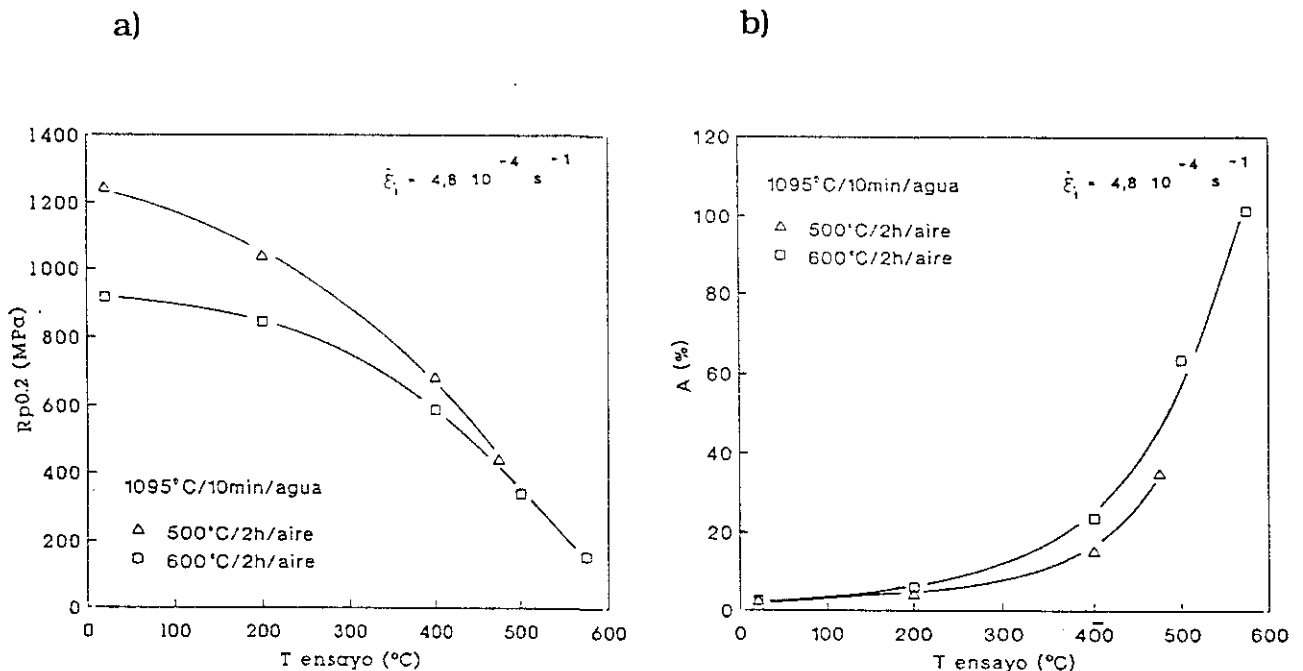 a)
1400
1200
1000
800
600
400
200
0
Rp0.2 (MPa)
ε̇i = 4,8 10 -4 s -1
1095°C/10min/agua
△ 500°C/2h/aire
□ 600°C/2h/aire
0 100 200 300 400 500 600
T ensayo (°C)
b)
120
100
80
60
40
20
0
A (%)
1095°C/10min/agua
ε̇i = 4,8 10 -4 s -1
△ 500°C/2h/aire
□ 600°C/2h/aire
0 100 200 300 400 500 600
T ensayo (°C)